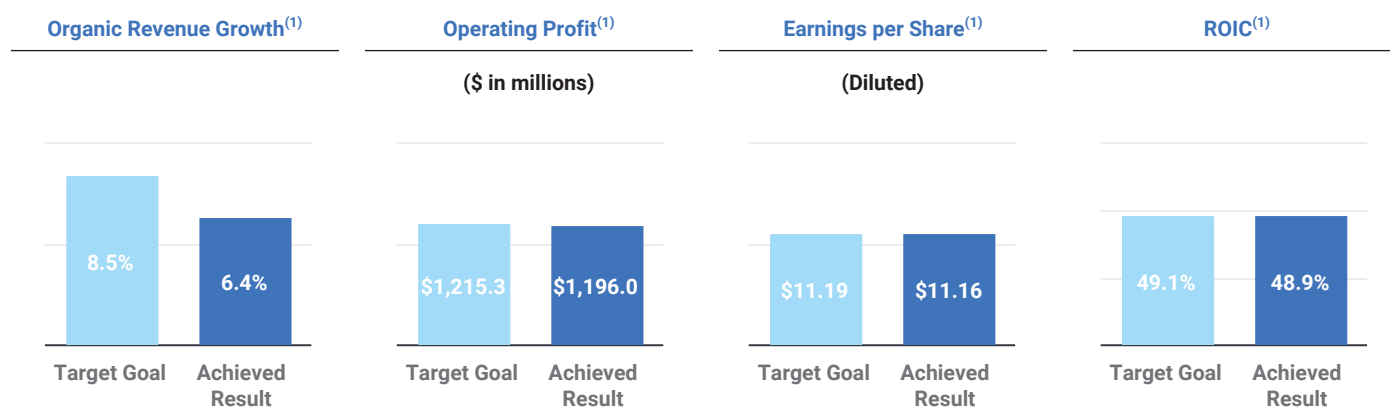 Organic Revenue Growth(1)
Operating Profit(1)
($ in millions)
Earnings per Share(1)
(Diluted)
ROIC(1)
8.5%
6.4%
Target Goal
Achieved
Result
$1,215.3
$1,196.0
Target Goal
Achieved
Result
$11.19
$11.16
Target Goal
Achieved
Result
49.1%
48.9%
Target Goal
Achieved
Result